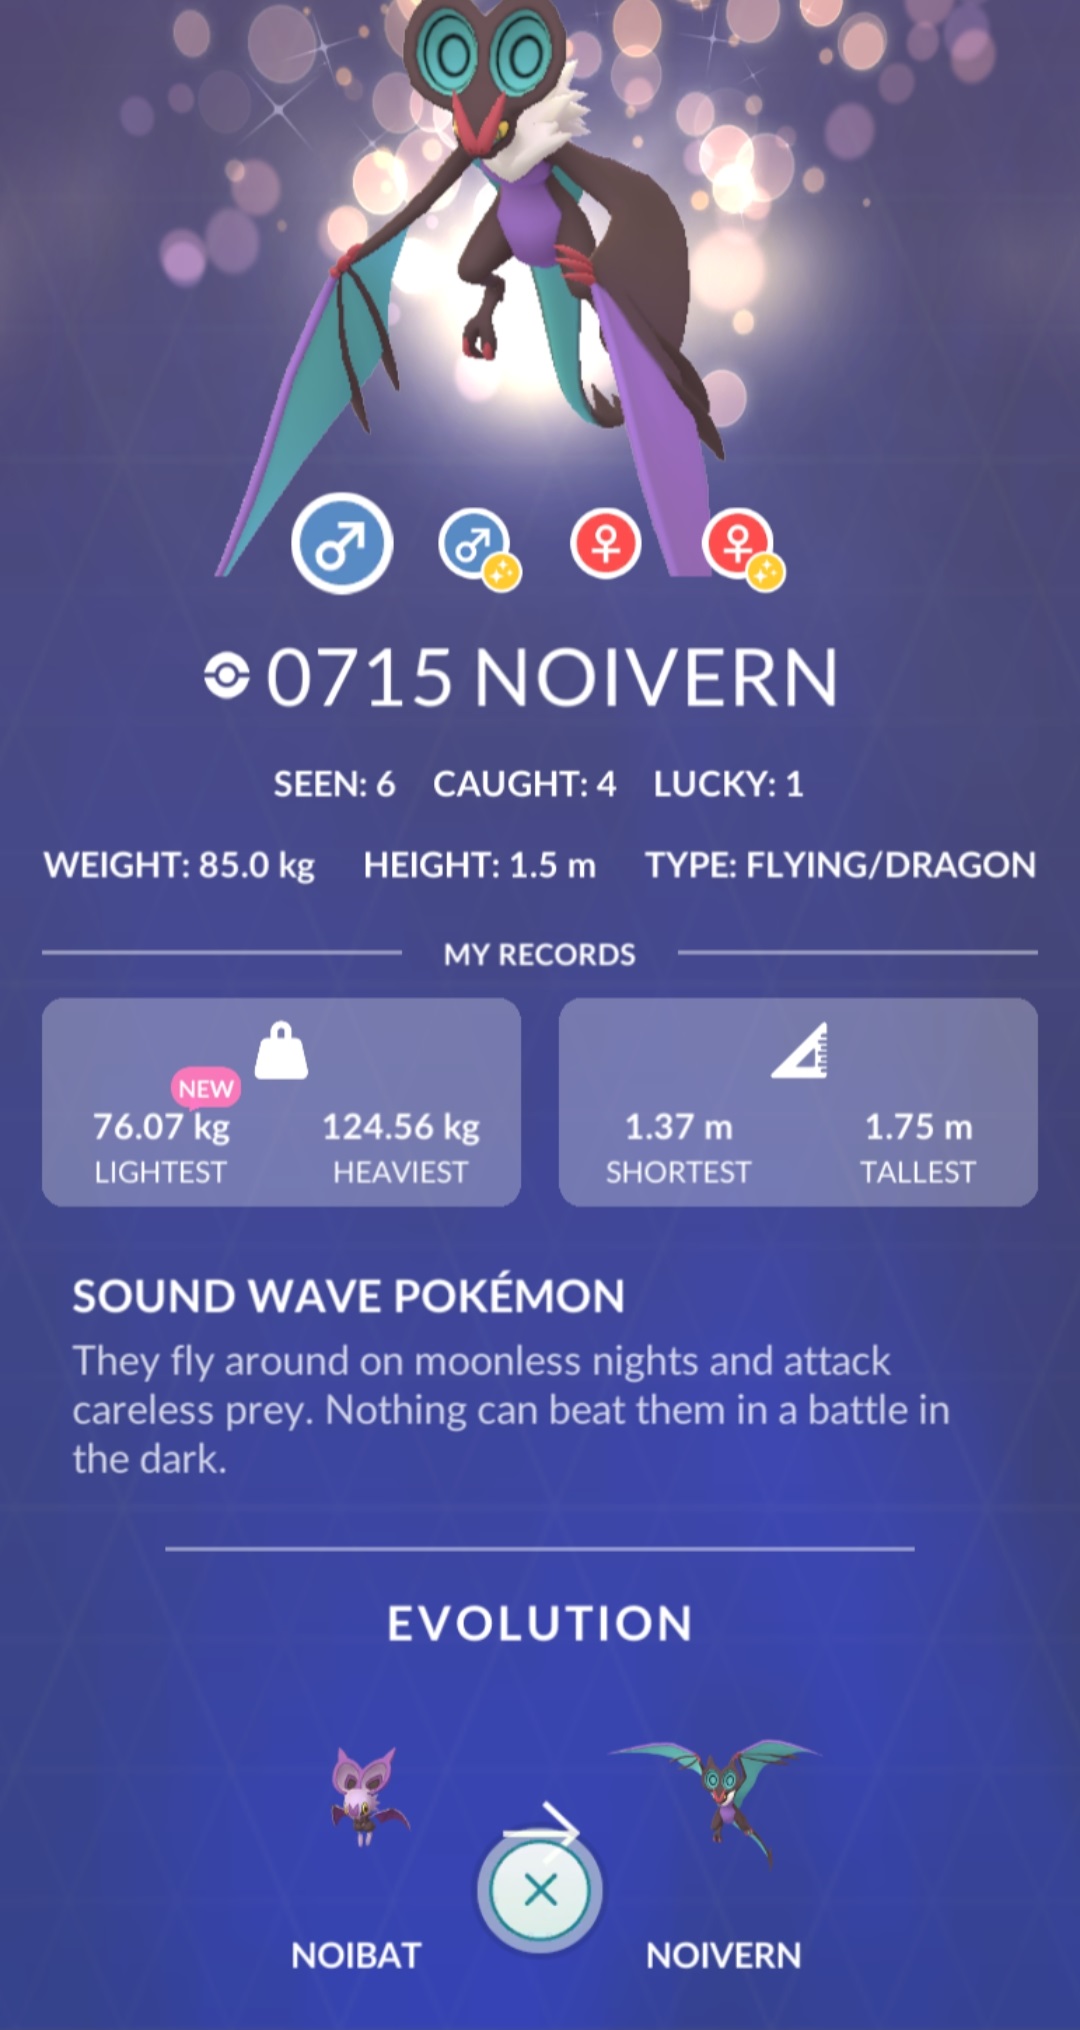 0715 NOIVERN
SEEN: 6 CAUGHT: 4 LUCKY: 1
WEIGHT: 85.0 kg HEIGHT: 1.5 m TYPE: FLYING/DRAGON
MY RECORDS
NEW
76.07 kg 124.56 kg 1.37 m 1.75 m
LIGHTEST HEAVIEST SHORTEST TALLEST
SOUND WAVE POKÉMON
They fly around on moonless nights and attack
careless prey. Nothing can beat them in a battle in
the dark.
EVOLUTION
NOIBAT NOIVERN